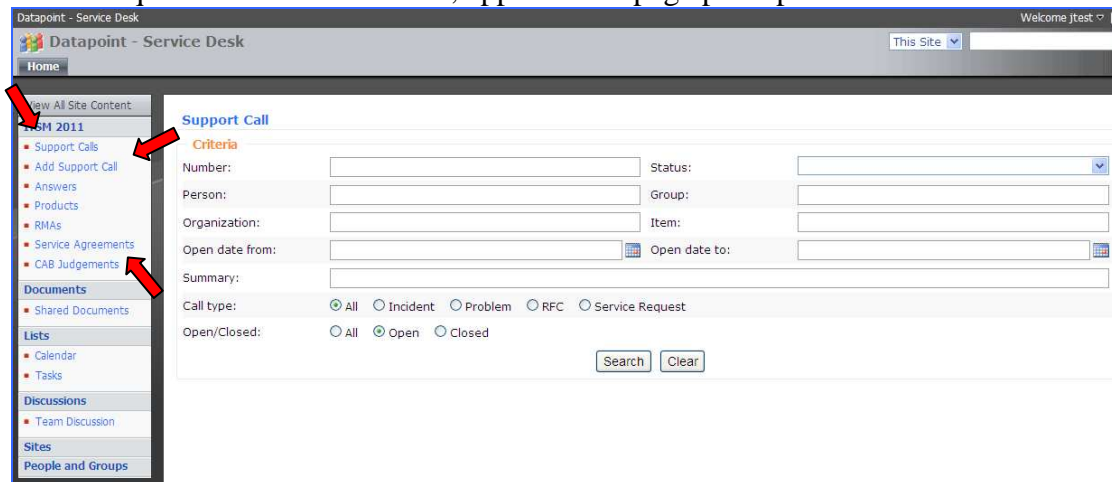 Datapoint - Service Desk
Welcome jtest
Datapoint - Service Desk
This Site
Home
View All Site Content
ITSM 2011
Support Calls
Add Support Call
Answers
Products
RMAs
Service Agreements
CAB Judgements
Documents
Shared Documents
Lists
Calendar
Tasks
Discussions
Team Discussion
Sites
People and Groups
Support Call
Criteria
Number: Status:
Person: Group:
Organization: Item:
Open date from: Open date to:
Summary:
Call type: All Incident Problem RFC Service Request
Open/Closed: All Open Closed
Search Clear